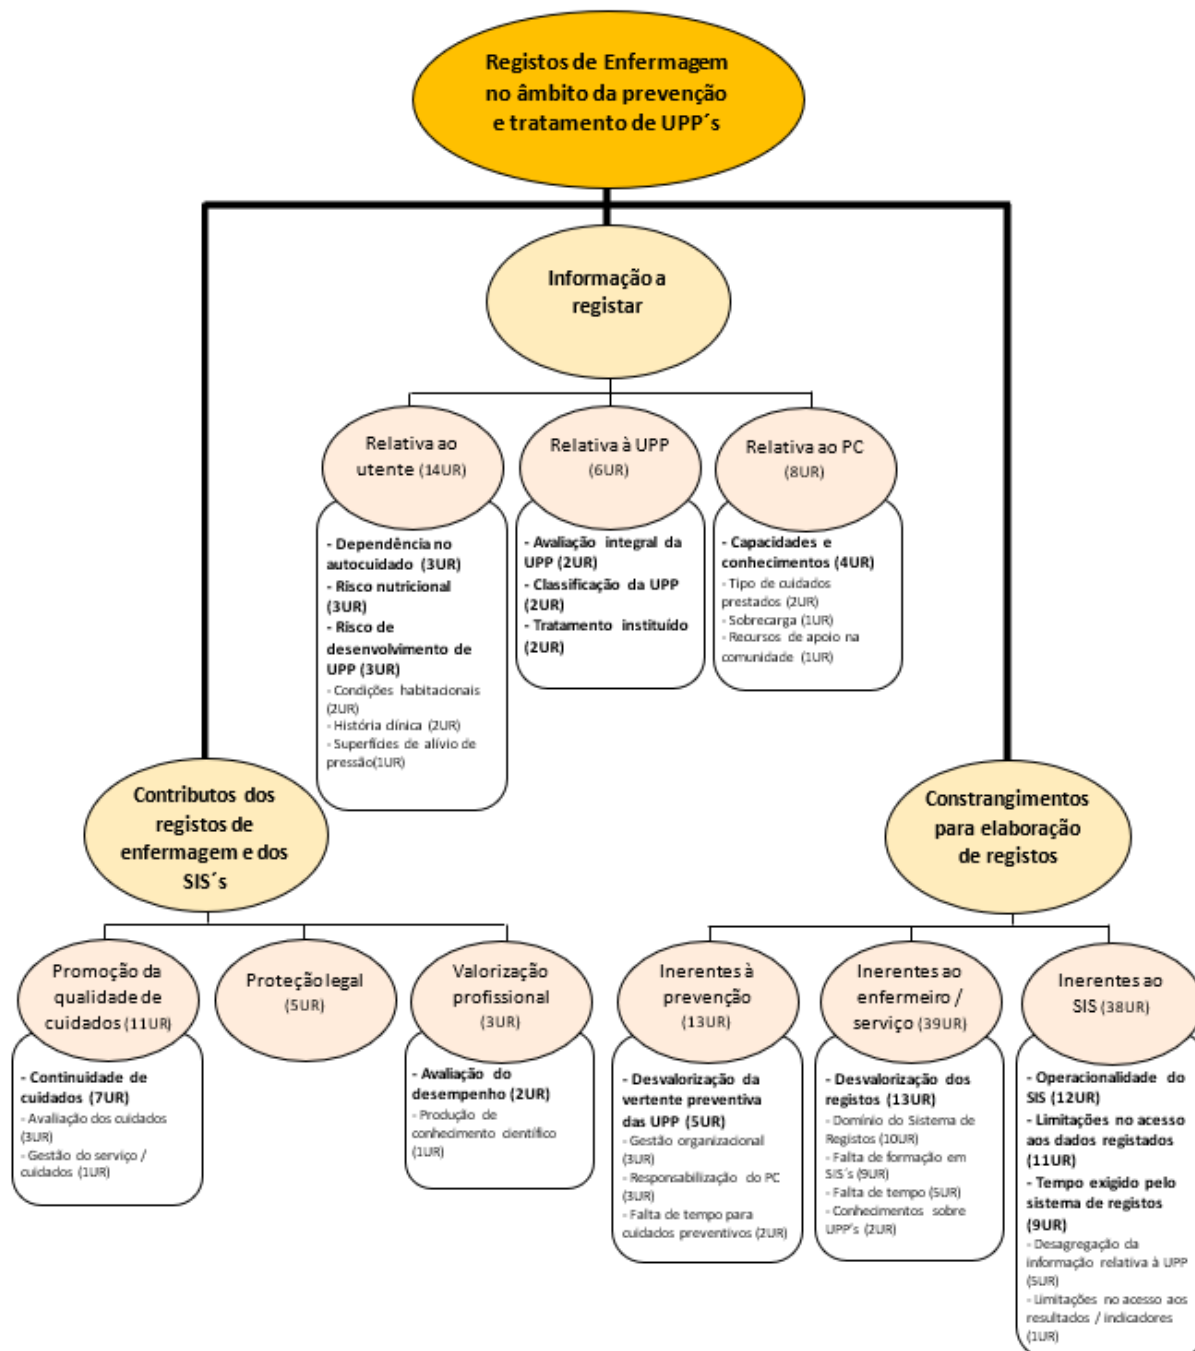 Registos de Enfermagem
no âmbito da prevenção
e tratamento de UPP´s
Informação a
registar
Relativa ao
utente (14UR)
- Dependência no
autocuidado (3UR)
- Risco nutricional
(3UR)
- Risco de
desenvolvimento de
UPP (3UR)
- Condições habitacionais
(2UR)
- História clínica (2UR)
- Superfícies de alívio de
pressão(1UR)
Relativa à UPP
(6UR)
- Avaliação integral da
UPP (2UR)
- Classificação da UPP
(2UR)
- Tratamento instituído
(2UR)
Relativa ao PC
(8UR)
- Capacidades e
conhecimentos (4UR)
- Tipo de cuidados
prestados (2UR)
- Sobrecarga (1UR)
- Recursos de apoio na
comunidade (1UR)
Contributos dos
registos de
enfermagem e dos
SIS´s
Promoção da
qualidade de
cuidados (11UR)
- Continuidade de
cuidados (7UR)
- Avaliação dos cuidados
(3UR)
- Gestão do serviço /
cuidados (1UR)
Proteção legal
(5UR)
Valorização
profissional
(3UR)
- Avaliação do
desempenho (2UR)
- Produção de
conhecimento científico
(1UR)
Constrangimentos
para elaboração
de registos
Inerentes à
prevenção
(13UR)
- Desvalorização da
vertente preventiva
das UPP (5UR)
- Gestão organizacional
(3UR)
- Responsabilização do PC
(3UR)
- Falta de tempo para
cuidados preventivos (2UR)
Inerentes ao
enfermeiro /
serviço (39UR)
- Desvalorização dos
registos (13UR)
- Domínio do Sistema de
Registos (10UR)
- Falta de formação em
SIS´s (9UR)
- Falta de tempo (5UR)
- Conhecimentos sobre
UPP's (2UR)
Inerentes ao
SIS (38UR)
- Operacionalidade do
SIS (12UR)
- Limitações no acesso
aos dados registados
(11UR)
- Tempo exigido pelo
sistema de registos
(9UR)
- Desagregação da
informação relativa à UPP
(5UR)
- Limitações no acesso aos
resultados / indicadores
(1UR)